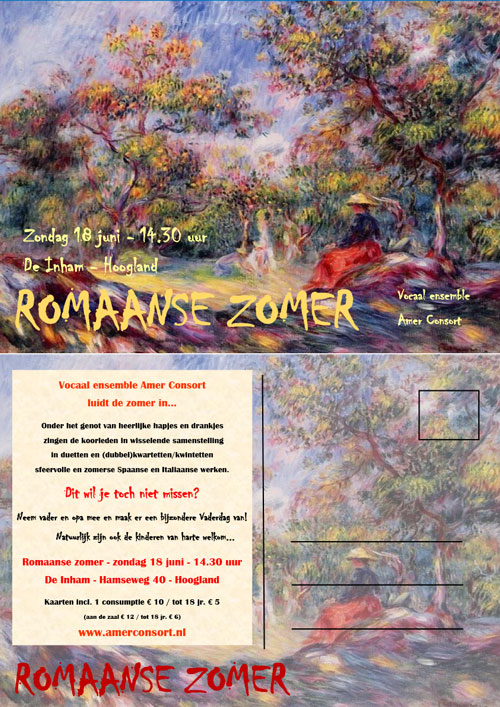 Zondag 18 juni - 14.30 uur
De Inham - Hoogland
ROMAANSE ZOMER
Vocaal ensemble
Amer Consort
Vocaal ensemble Amer Consort
luidt de zomer in...
Onder het genot van heerlijke hapjes en drankjes
zingen de koorleden in wisselende samenstelling
in duetten en (dubbel)kwartetten/kwintetten
sfeervolle en zomerse Spaanse en Italiaanse werken.
Dit wil je toch niet missen?
Neem vader en opa mee en maak er een bijzondere Vaderdag van!
Natuurlijk zijn ook de kinderen van harte welkom...
Romaanse zomer - zondag 18 juni - 14.30 uur
De Inham - Hamseweg 40 - Hoogland
Kaarten incl. 1 consumptie € 10 / tot 18 jr. € 5
(aan de zaal € 12 / tot 18 jr. € 6)
www.amerconsort.nl
ROMAANSE ZOMER